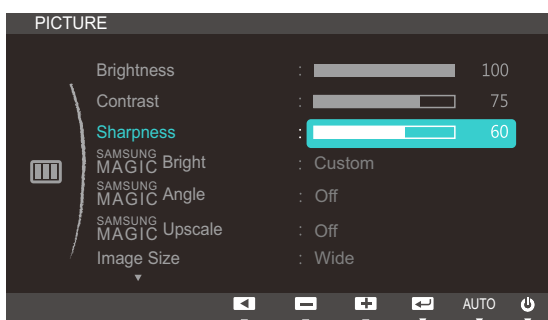 PICTURE
Brightness : 100
Contrast : 75
Sharpness : 60
SAMSUNG
MAGIC Bright : Custom
SAMSUNG
MAGIC Angle : Off
SAMSUNG
MAGIC Upscale : Off
Image Size : Wide
AUTO